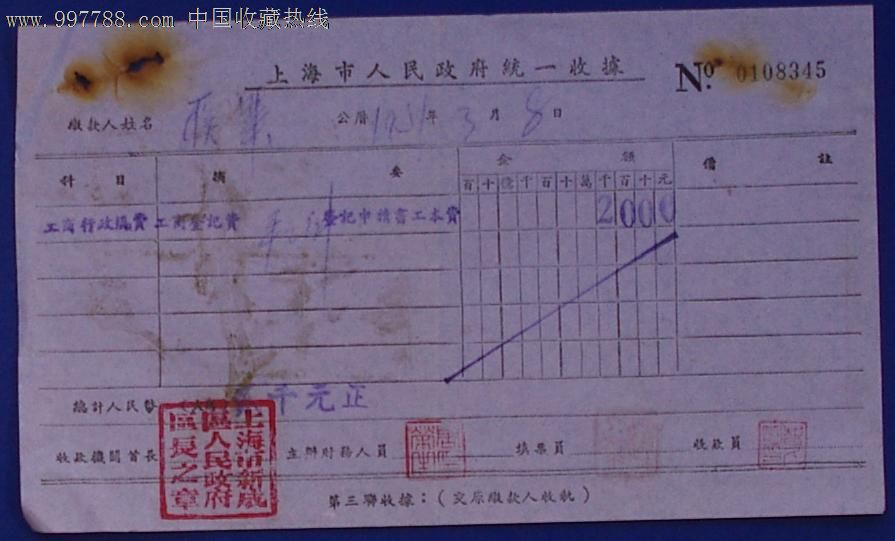 www.997788.com 中国收藏热线
上海市人民政府統一收據
No. 0108345
繳款人姓名 公曆1951年3月8日
科目 摘要 金額 備註
百十億千百十萬千百十元
工商行政規費 工商登記費 登記申請書工本費 2000
總計人民幣 千元正
收款機關首長 主辦財務人員 填票員 收款員
上海市新成
區人民政府
區長之章
第三聯收據：(交原繳款人收執)